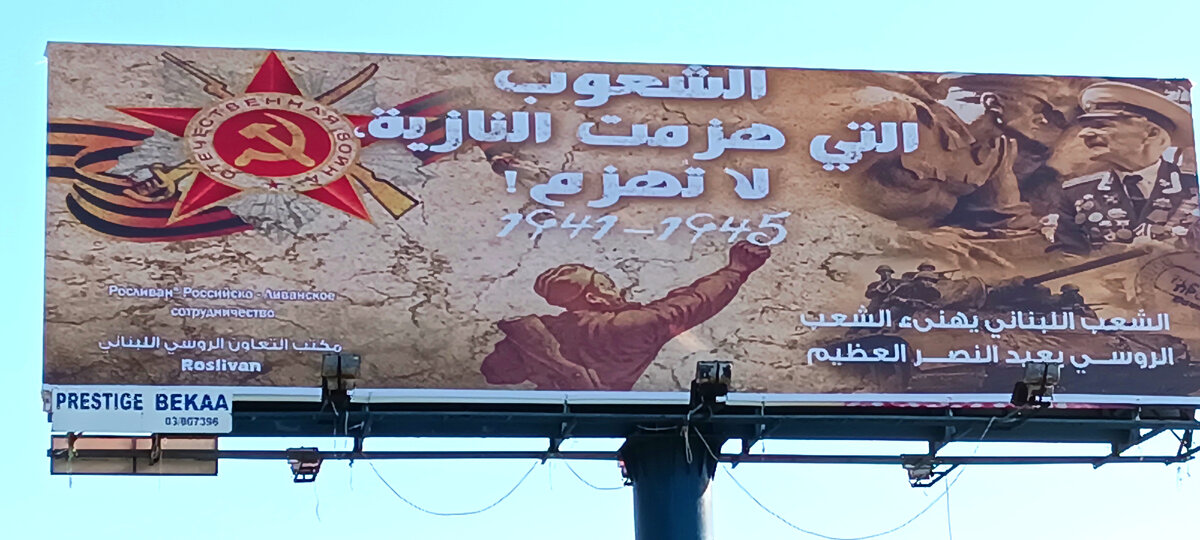 الشعوب
التي هزمت النازية،
لا تُهزم !
1941-1945
ОТЕЧЕСТВЕННАЯ ВОЙНА
Росливан" Российско - Ливанское
сотрудничество
مكتب التعاون الروسي اللبناني
Roslivan
الشعب اللبناني يهنىء الشعب
الروسي بعيد النصر العظيم
PRESTIGE BEKAA
03/807396